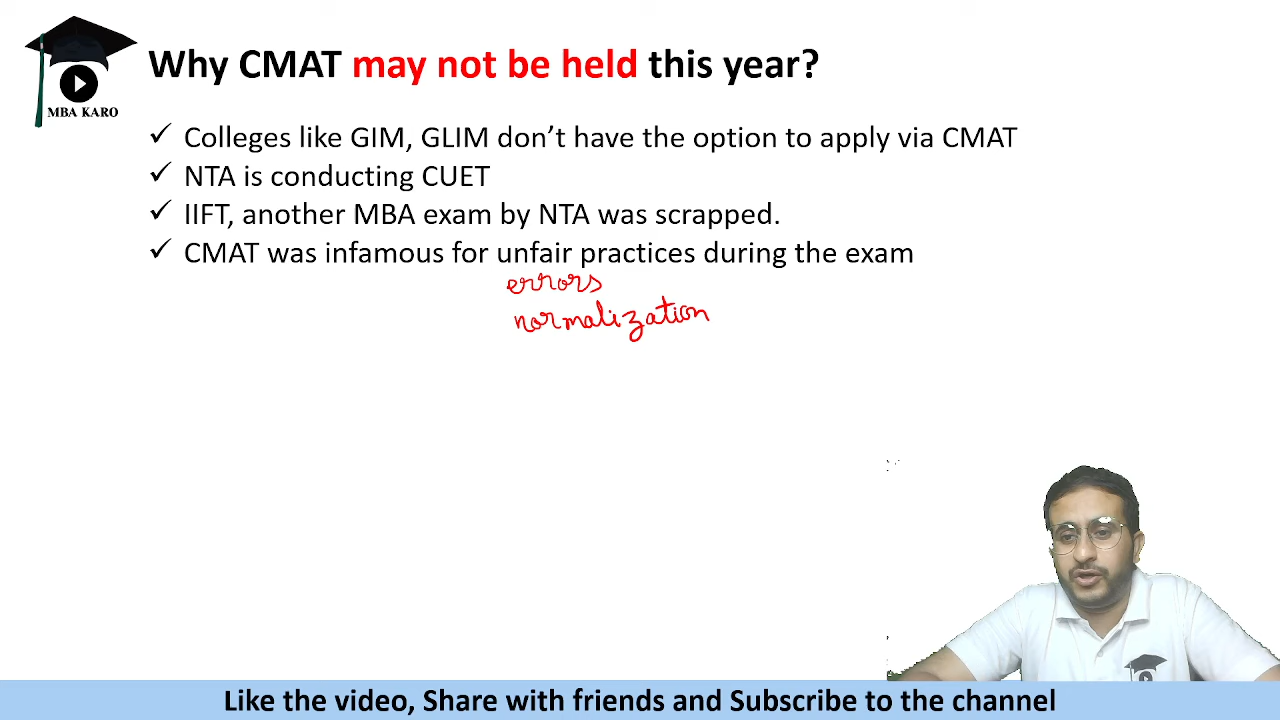 Why CMAT may not be held this year?
MBA KARO
✓ Colleges like GIM, GLIM don't have the option to apply via CMAT
✓ NTA is conducting CUET
✓ IIFT, another MBA exam by NTA was scrapped.
✓ CMAT was infamous for unfair practices during the exam
errors
normalization
Like the video, Share with friends and Subscribe to the channel